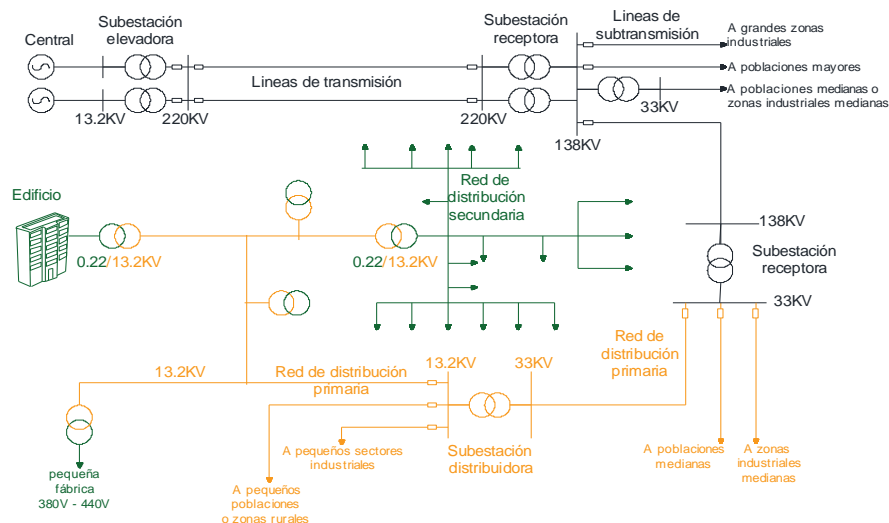 Central
Subestación
elevadora
Subestación
receptora
Lineas de
subtransmisión
A grandes zonas
industriales
A poblaciones mayores
A poblaciones medianas o
zonas industriales medianas
Lineas de transmisión
13.2KV
220KV
220KV
33KV
138KV
Edificio
Red de
distribución
secundaria
138KV
Subestación
receptora
0.22/13.2KV
0.22/13.2KV
33KV
13.2KV
Red de distribución
primaria
13.2KV
33KV
Red de
distribución
primaria
pequeña
fábrica
380V - 440V
A pequeños sectores
industriales
Subestación
distribuidora
A poblaciones
medianas
A zonas
industriales
medianas
A pequeños
poblaciones
o zonas rurales